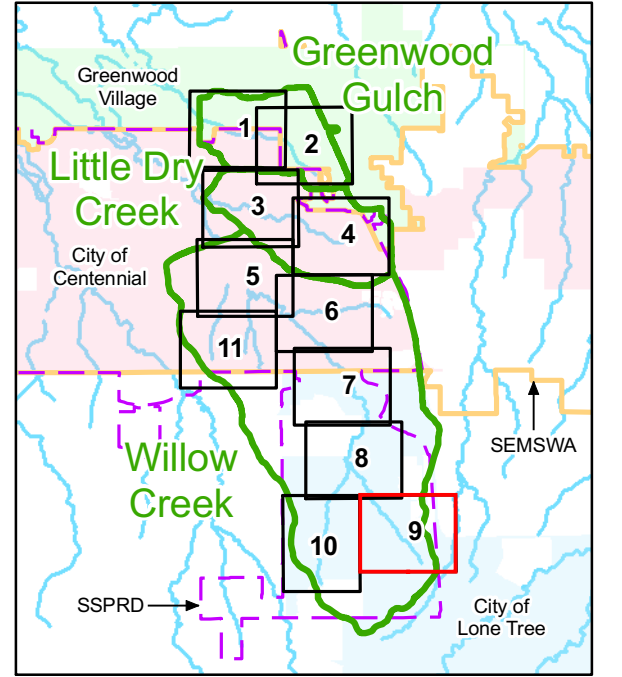 Greenwood
Gulch
Greenwood
Village
1
2
Little Dry
Creek
3
4
City of
Centennial
5
6
11
7
SEMSWA
Willow
Creek
8
9
10
SSPRD
City of
Lone Tree